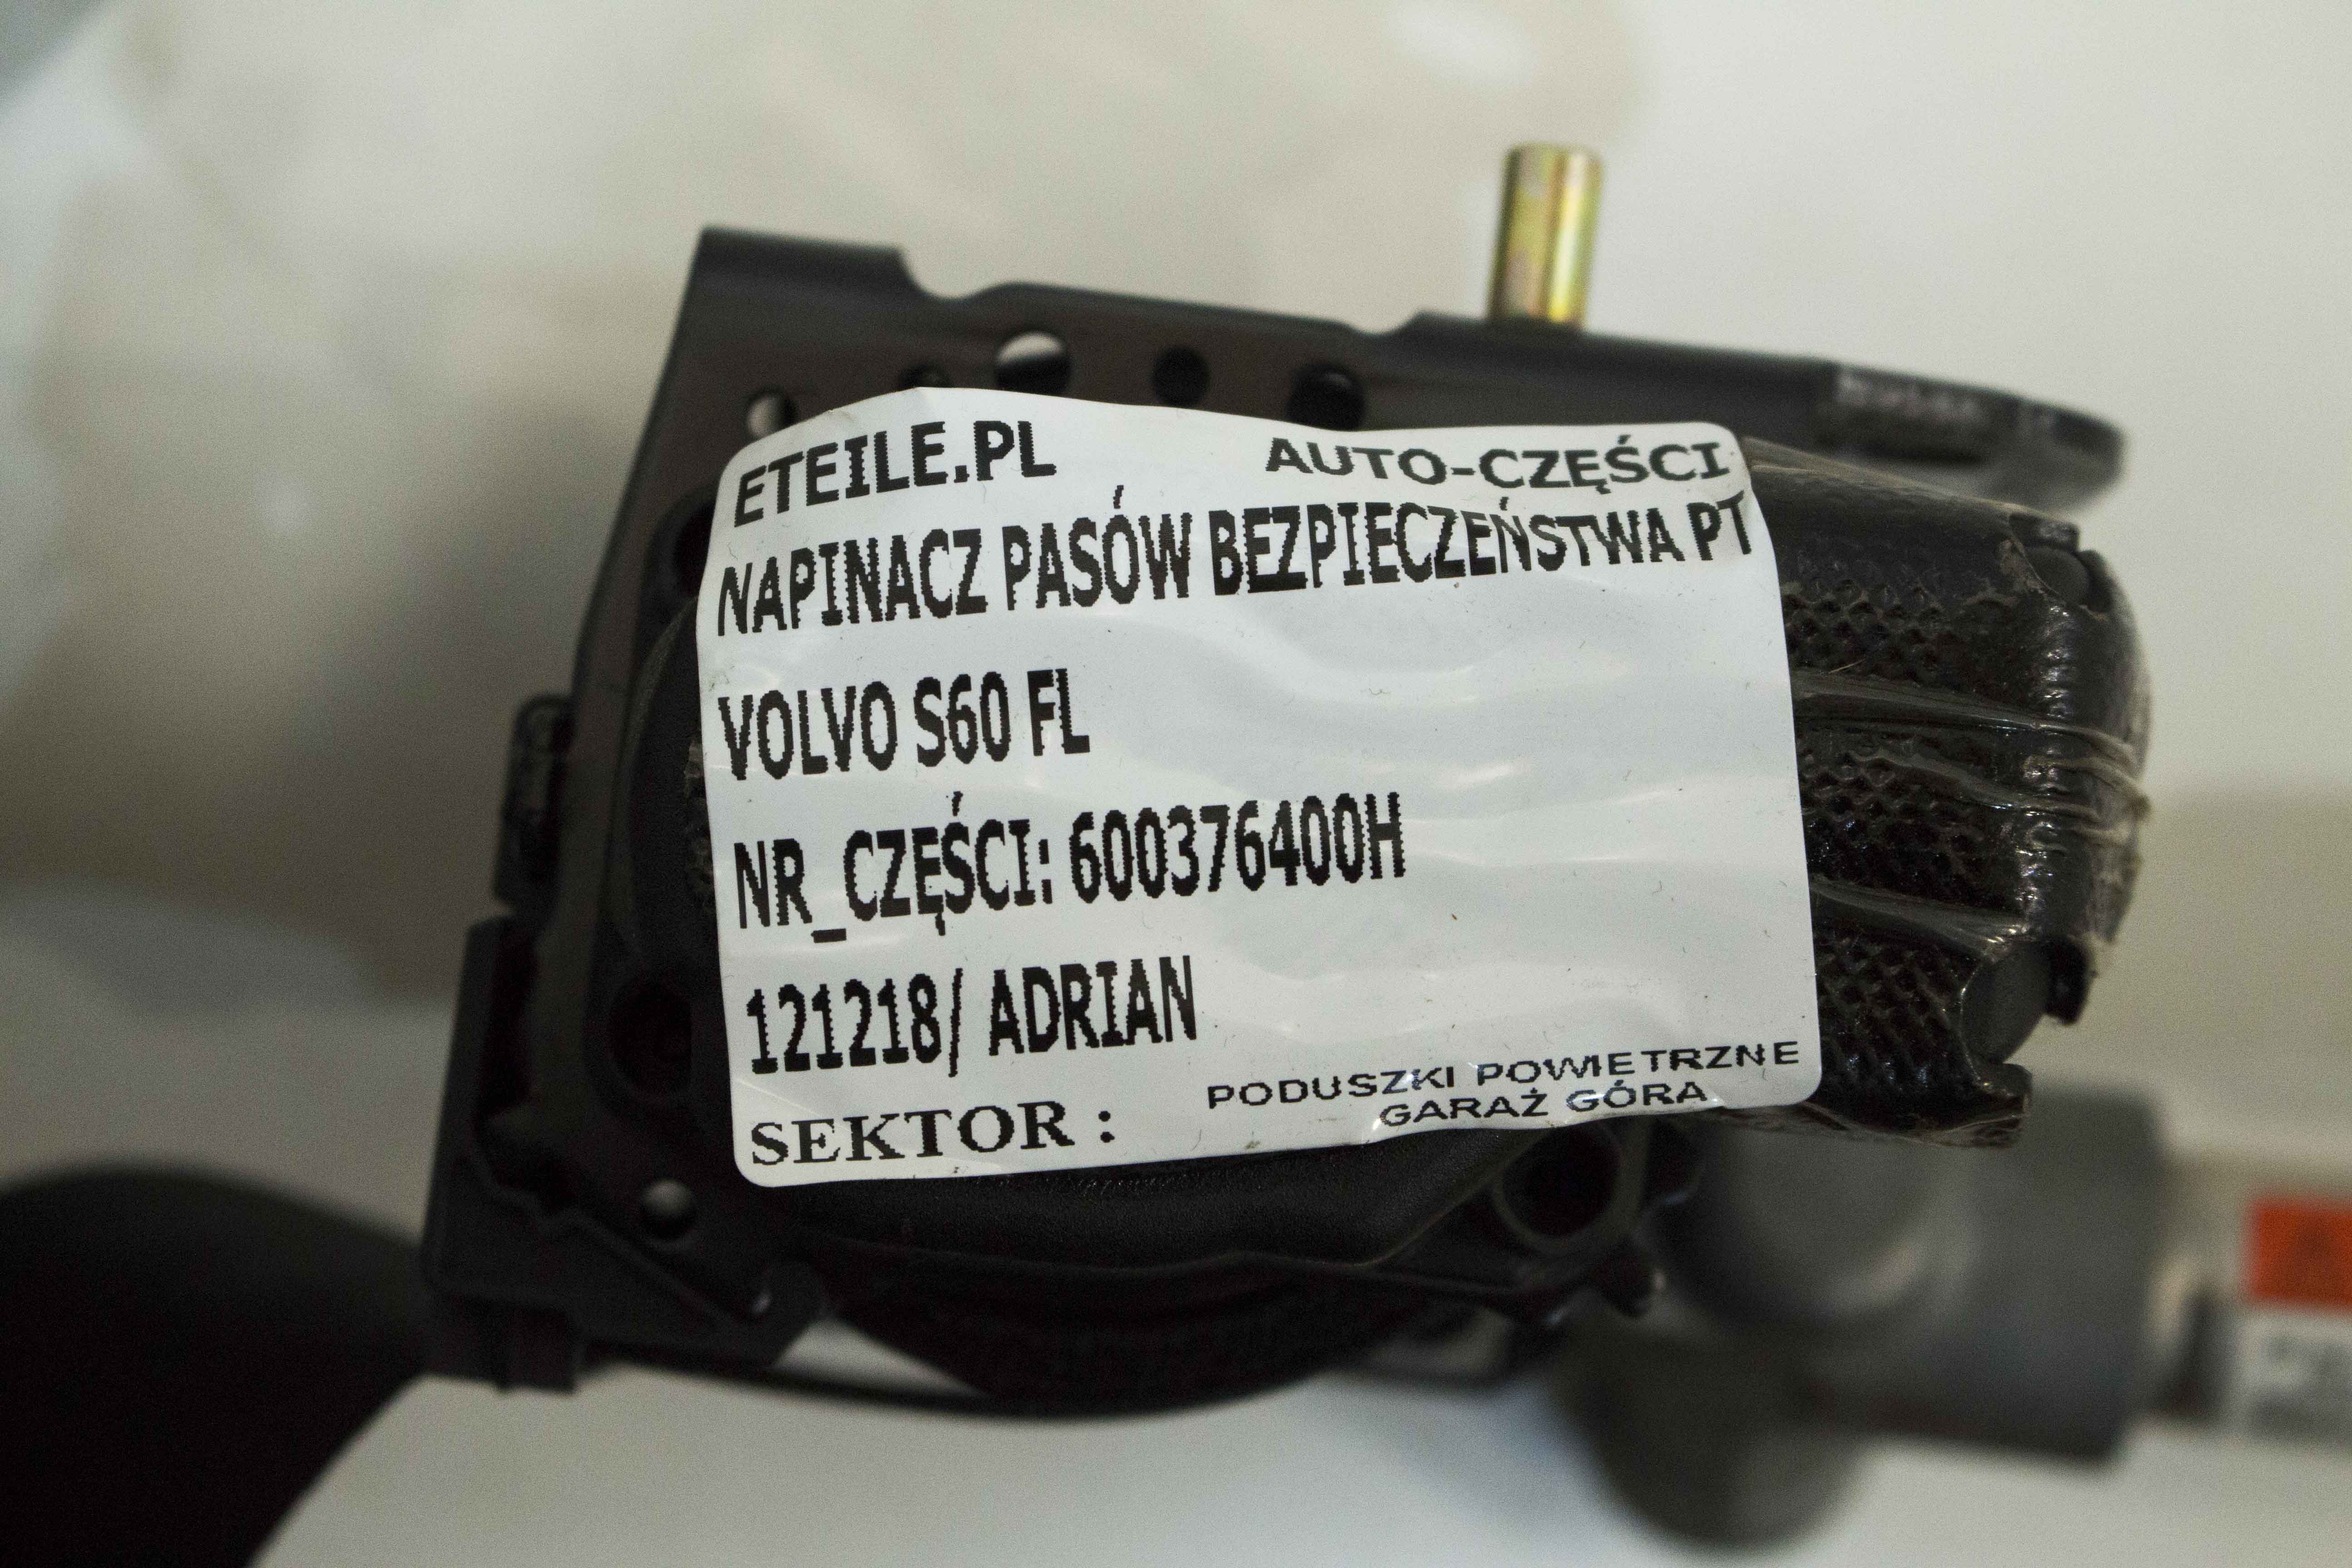 ETEILE.PL AUTO-CZĘŚCI
NAPINACZ PASÓW BEZPIECZEŃSTWA PT
VOLVO S60 FL
NR_CZĘŚCI: 600376400H
121218/ ADRIAN
SEKTOR : PODUSZKI POWIETRZNE
GARAŻ GÓRA